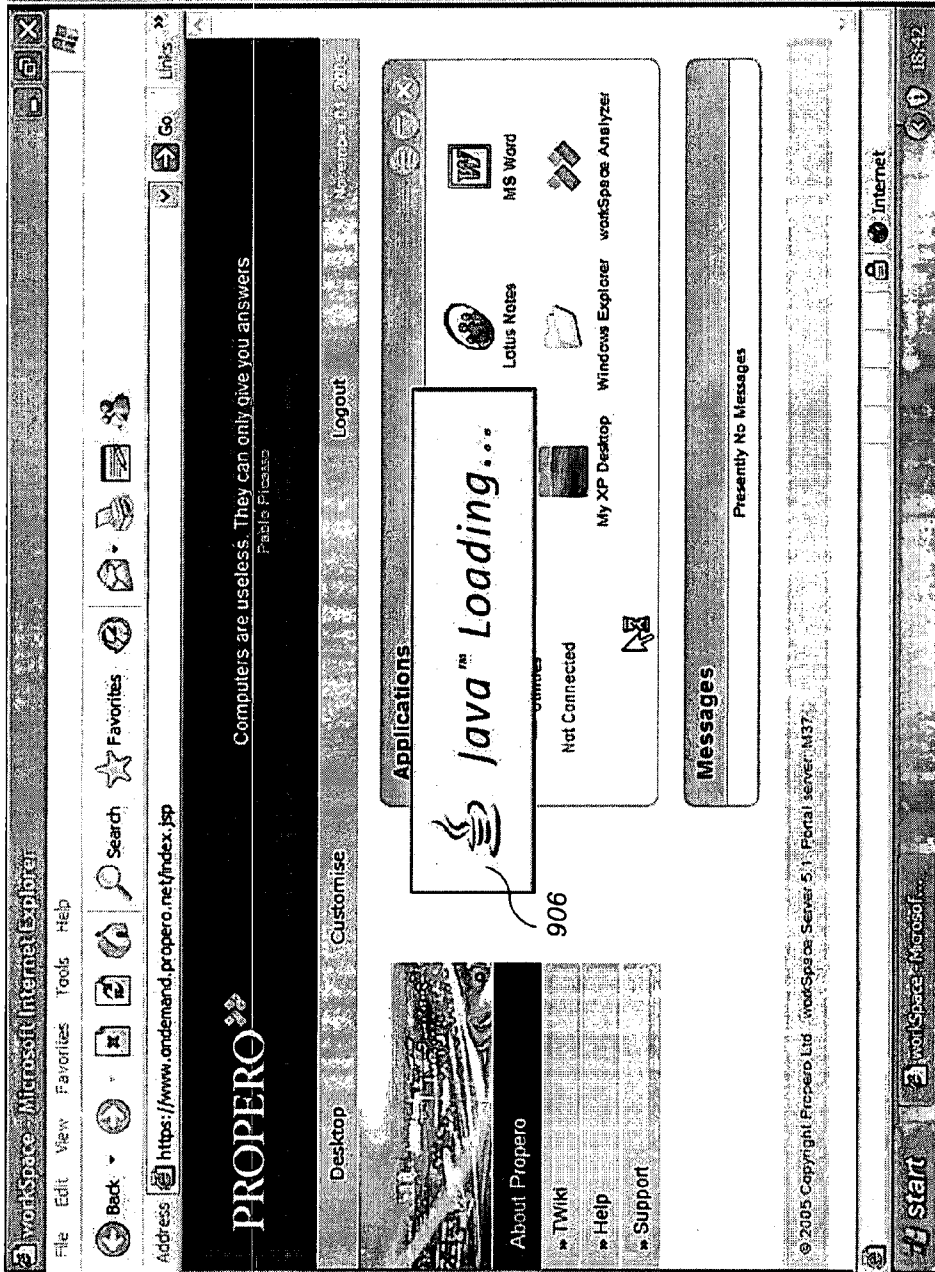 workSpace - Microsoft Internet Explorer
File Edit View Favorites Tools Help
Back Search Favorites
Address https://www.ondemand.propero.net/index.jsp Go Links »
PROPERO
Computers are useless. They can only give you answers
Pablo Picasso
Desktop Customise Logout
About Propero
» TWiki
» Help
» Support
Applications
Java™ Loading...
906
Utilities
Not Connected
Lotus Notes
MS Word
My XP Desktop
Windows Explorer
workSpace Analyzer
Messages
Presently No Messages
© 2005 Copyright Propero Ltd workSpace Server 5.1 Portal server: M37
Internet
start
workSpace - Microsof...
18:42